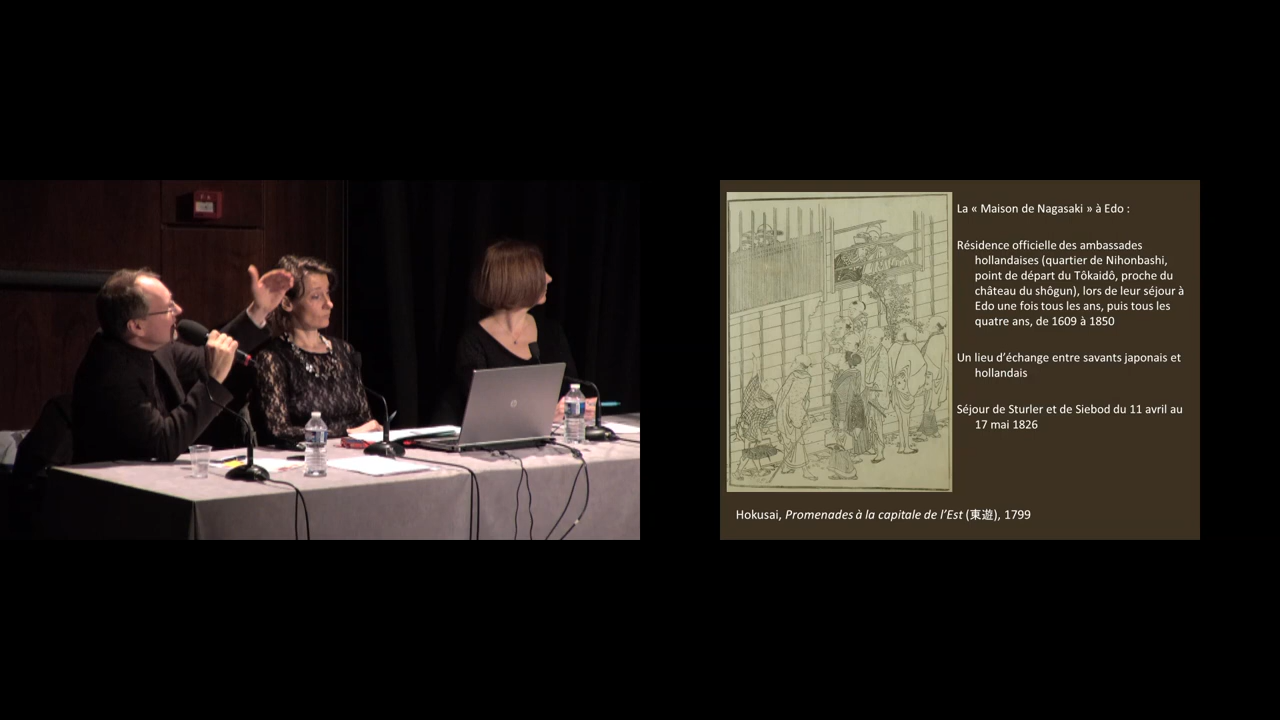 La « Maison de Nagasaki » à Edo :
Résidence officielle des ambassades
hollandaises (quartier de Nihonbashi,
point de départ du Tôkaidô, proche du
château du shôgun), lors de leur séjour à
Edo une fois tous les ans, puis tous les
quatre ans, de 1609 à 1850
Un lieu d'échange entre savants japonais et
hollandais
Séjour de Sturler et de Siebod du 11 avril au
17 mai 1826
Hokusai, Promenades à la capitale de l'Est (東遊), 1799